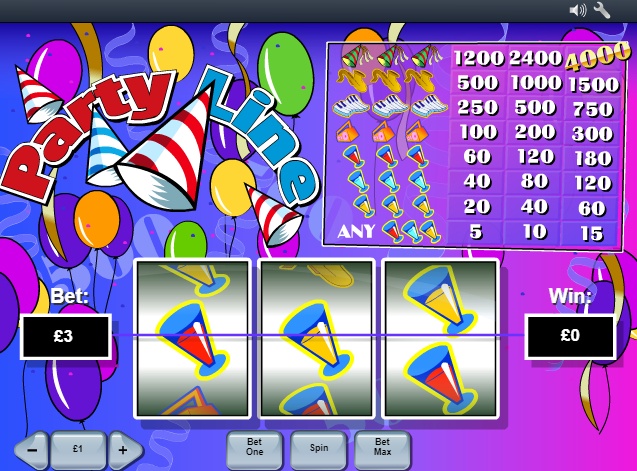 Party Line
1200 2400 4000
500 1000 1500
250 500 750
100 200 300
60 120 180
40 80 120
20 40 60
ANY 5 10 15
Bet:
£3
Win:
£0
- £1 +
Bet One
Spin
Bet Max